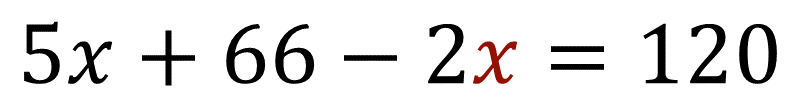 5x + 66 − 2x = 120